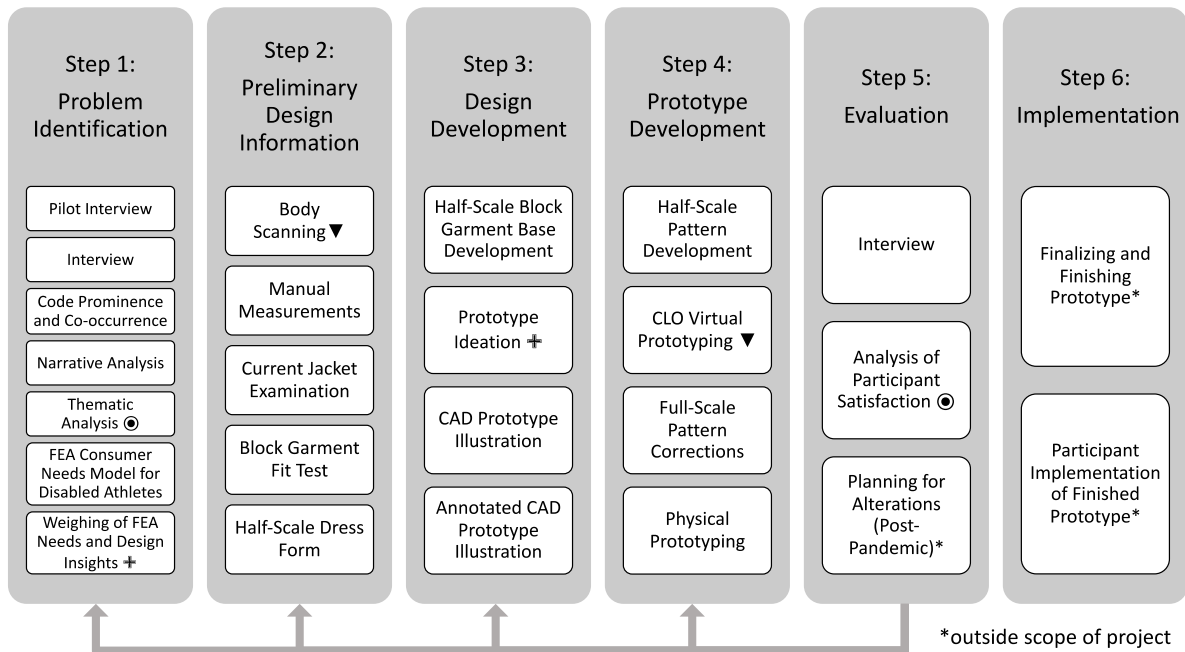 Step 1:
Problem
Identification
Pilot Interview
Interview
Code Prominence
and Co-occurrence
Narrative Analysis
Thematic
Analysis ◉
FEA Consumer
Needs Model for
Disabled Athletes
Weighing of FEA
Needs and Design
Insights ✙
Step 2:
Preliminary
Design
Information
Body
Scanning ▼
Manual
Measurements
Current Jacket
Examination
Block Garment
Fit Test
Half-Scale Dress
Form
Step 3:
Design
Development
Half-Scale Block
Garment Base
Development
Prototype
Ideation ✙
CAD Prototype
Illustration
Annotated CAD
Prototype
Illustration
Step 4:
Prototype
Development
Half-Scale
Pattern
Development
CLO Virtual
Prototyping ▼
Full-Scale
Pattern
Corrections
Physical
Prototyping
Step 5:
Evaluation
Interview
Analysis of
Participant
Satisfaction ◉
Planning for
Alterations
(Post-
Pandemic)*
Step 6:
Implementation
Finalizing and
Finishing
Prototype*
Participant
Implementation
of Finished
Prototype*
*outside scope of project